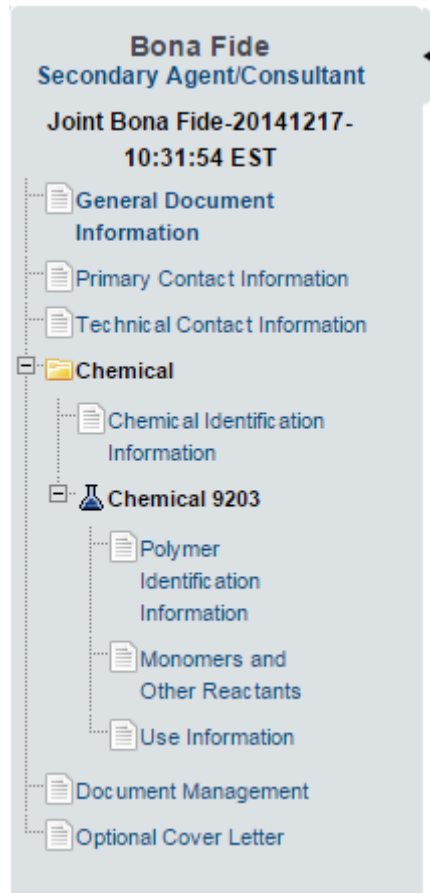 Bona Fide
Secondary Agent/Consultant
Joint Bona Fide-20141217-
10:31:54 EST
General Document
Information
Primary Contact Information
Technical Contact Information
Chemical
Chemical Identification
Information
Chemical 9203
Polymer
Identification
Information
Monomers and
Other Reactants
Use Information
Document Management
Optional Cover Letter